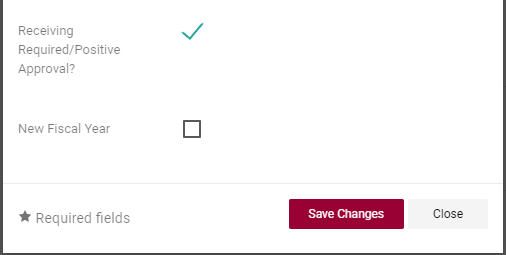 Receiving
Required/Positive
Approval?
New Fiscal Year
Required fields
Save Changes
Close